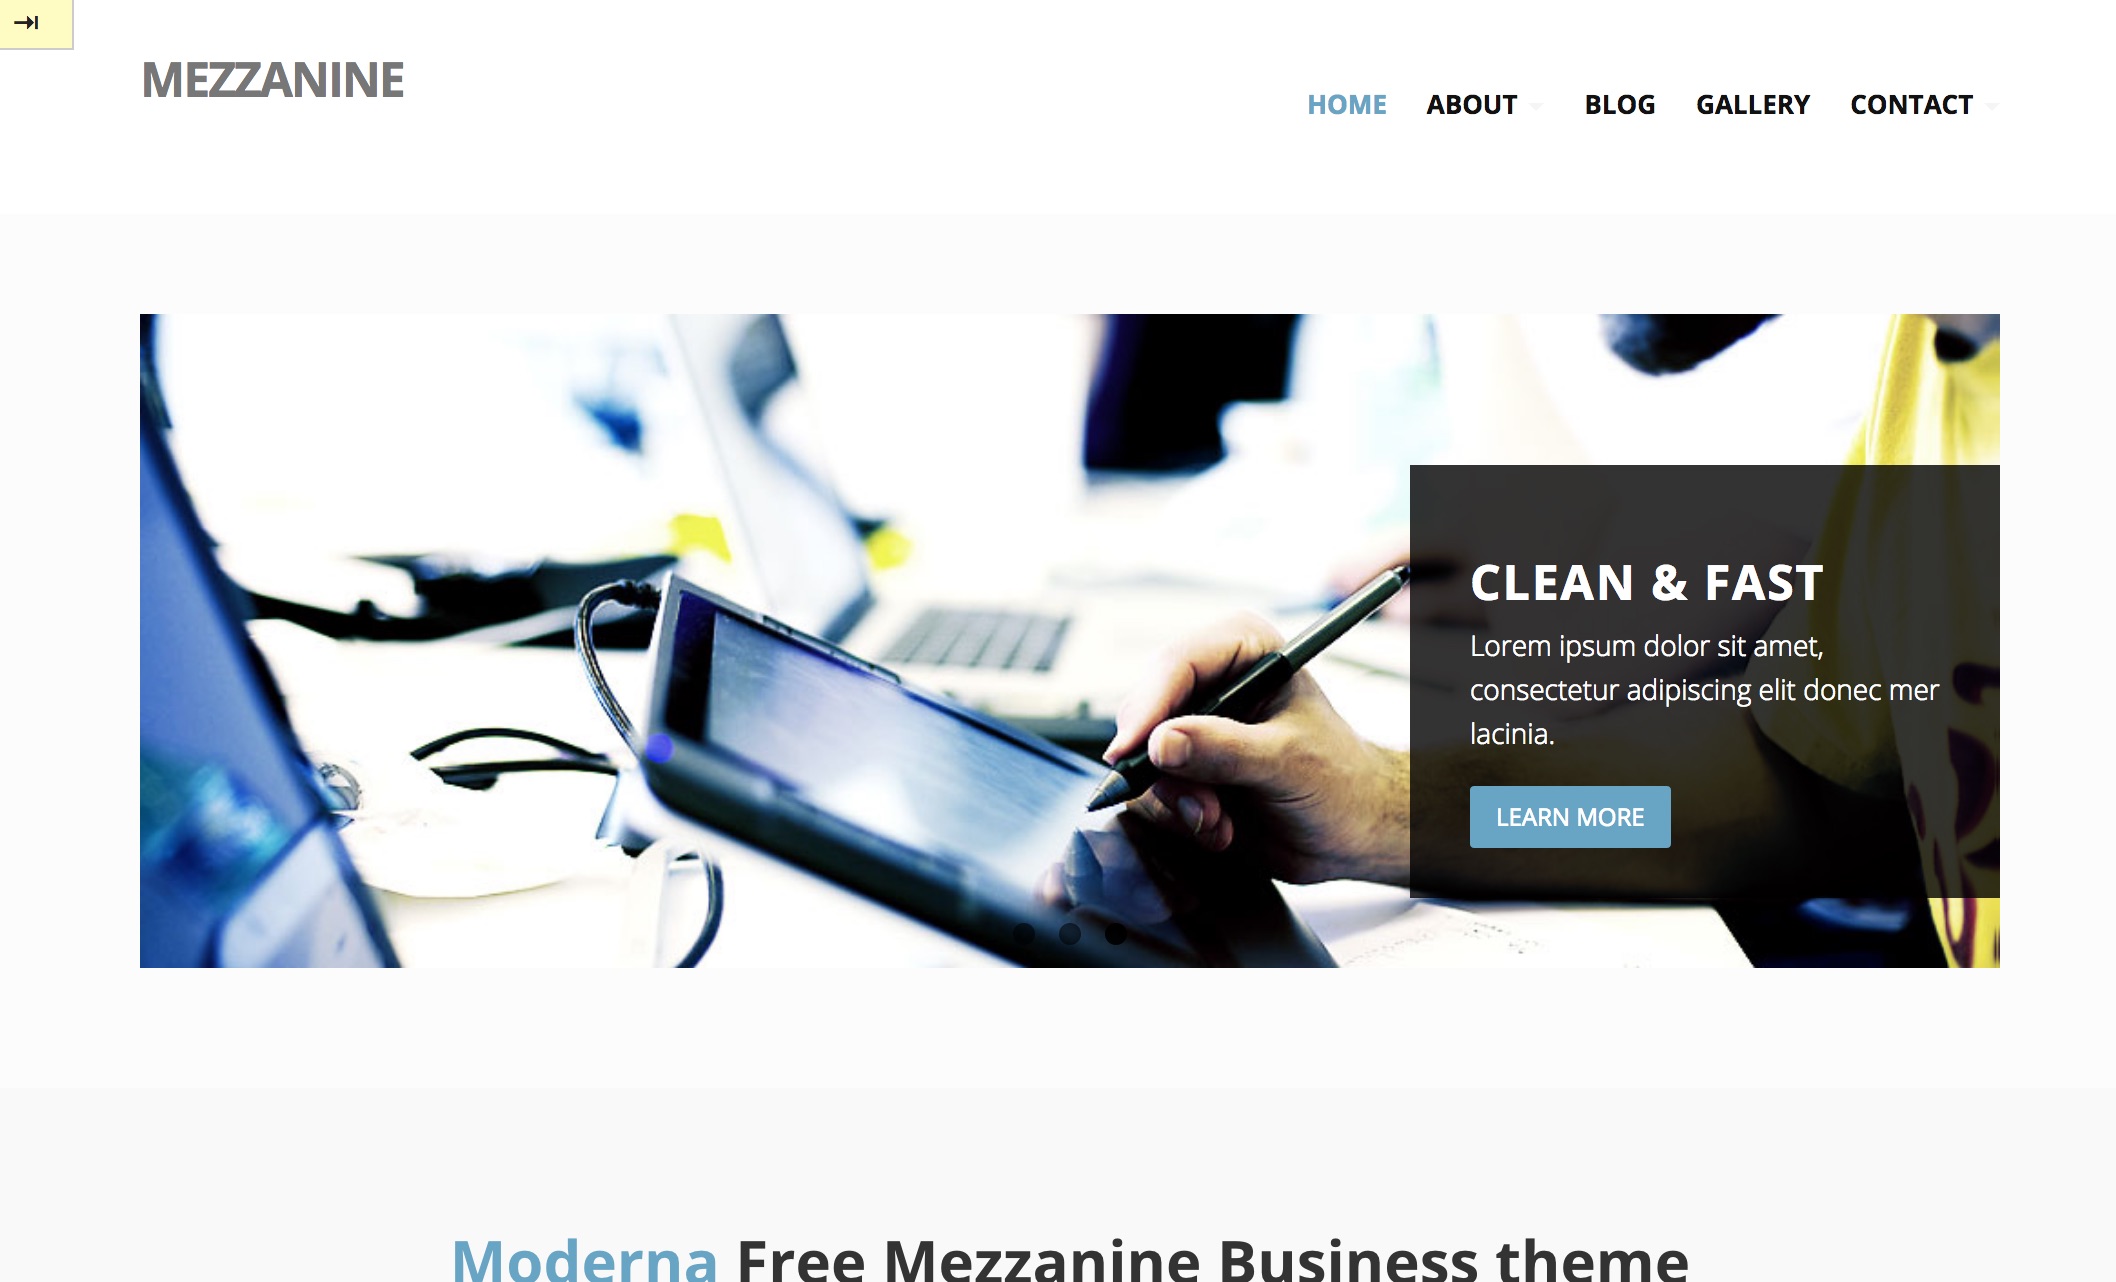 ⇥
MEZZANINE
HOME ABOUT BLOG GALLERY CONTACT
CLEAN & FAST
Lorem ipsum dolor sit amet,
consectetur adipiscing elit donec mer
lacinia.
LEARN MORE
Moderna Free Mezzanine Business theme